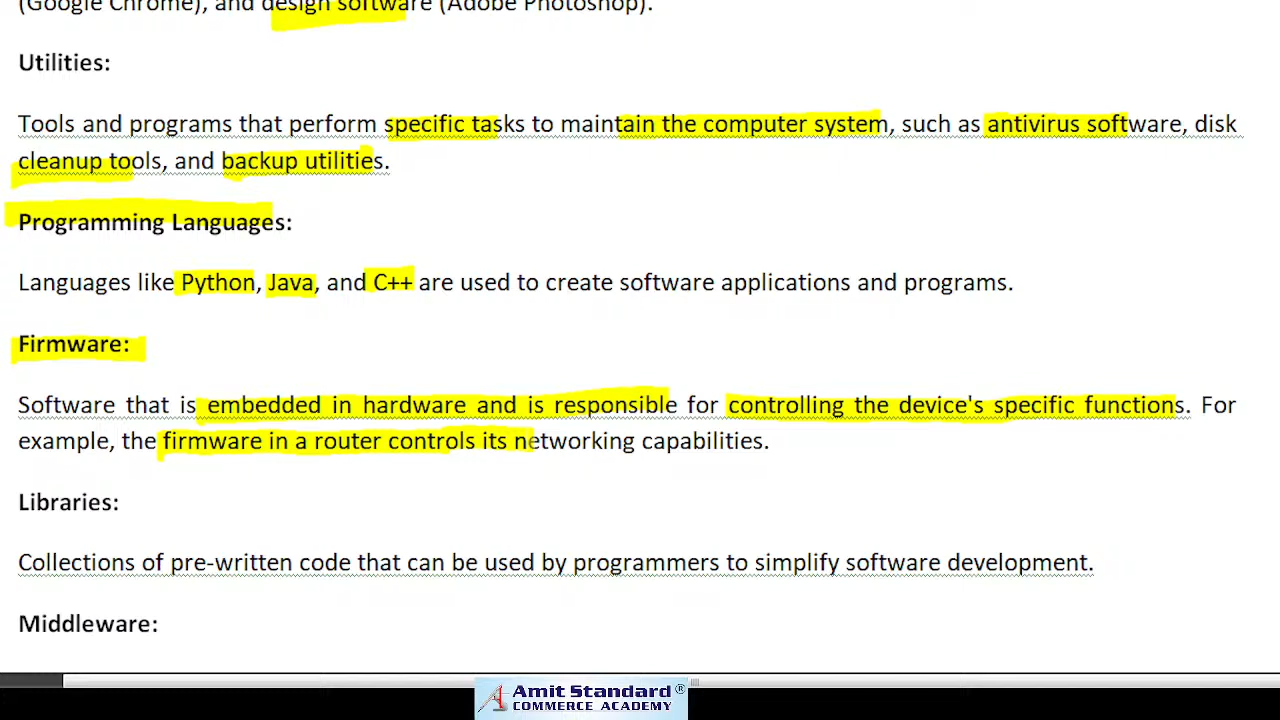 (Google Chrome), and design software (Adobe Photoshop).
Utilities:
Tools and programs that perform specific tasks to maintain the computer system, such as antivirus software, disk
cleanup tools, and backup utilities.
Programming Languages:
Languages like Python, Java, and C++ are used to create software applications and programs.
Firmware:
Software that is embedded in hardware and is responsible for controlling the device's specific functions. For
example, the firmware in a router controls its networking capabilities.
Libraries:
Collections of pre-written code that can be used by programmers to simplify software development.
Middleware:
Amit Standard®
COMMERCE ACADEMY